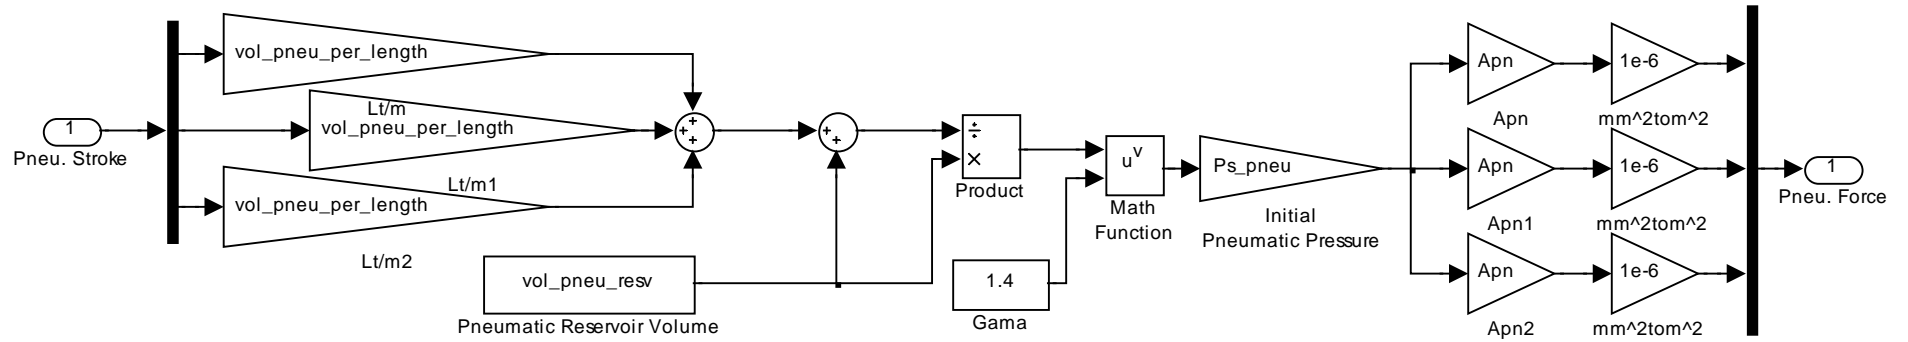 1
Pneu. Stroke
vol_pneu_per_length
Lt/m
vol_pneu_per_length
Lt/m1
vol_pneu_per_length
Lt/m2
+
+
+
+
+
vol_pneu_resv
Pneumatic Reservoir Volume
÷
×
Product
1.4
Gama
u^v
Math
Function
Ps_pneu
Initial
Pneumatic Pressure
Apn
Apn
1e-6
mm^2tom^2
Apn
Apn1
1e-6
mm^2tom^2
Apn
Apn2
1e-6
mm^2tom^2
1
Pneu. Force